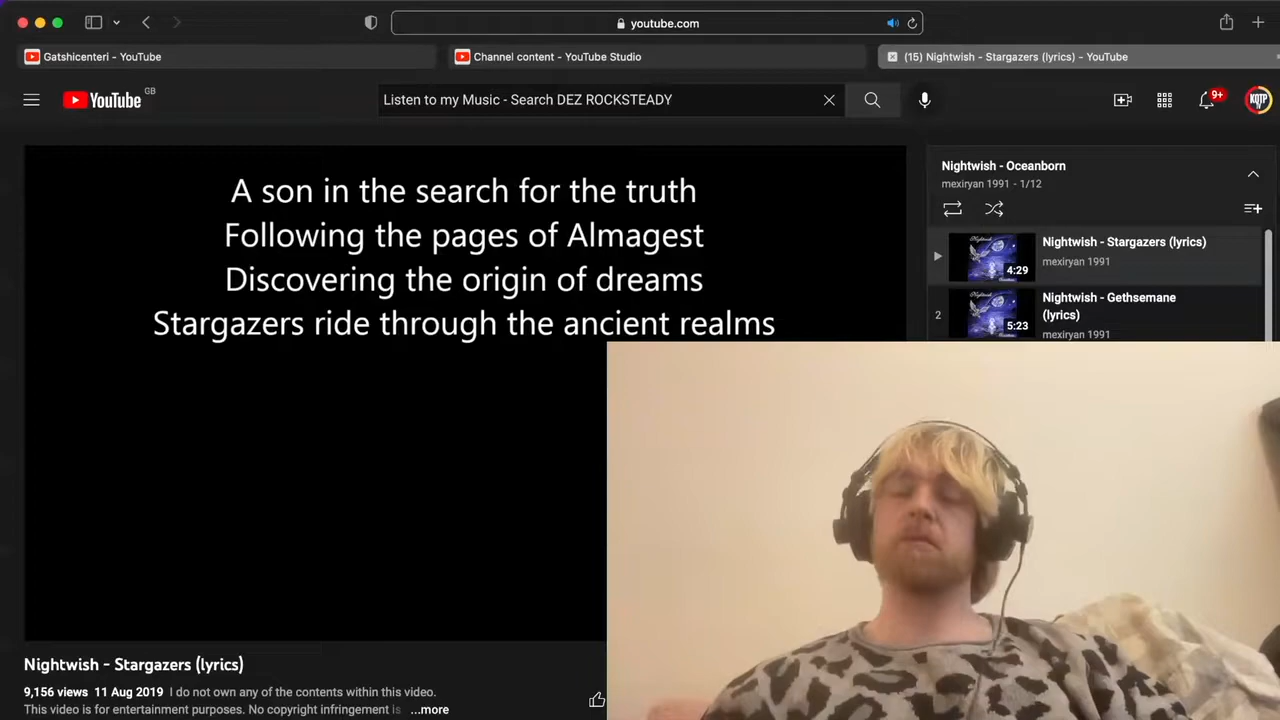 youtube.com
Gatshicenteri - YouTube
Channel content - YouTube Studio
(15) Nightwish - Stargazers (lyrics) - YouTube
YouTube GB
Listen to my Music - Search DEZ ROCKSTEADY
9+
KQTP
A son in the search for the truth
Following the pages of Almagest
Discovering the origin of dreams
Stargazers ride through the ancient realms
Nightwish - Oceanborn
mexiryan 1991 - 1/12
Nightwish - Stargazers (lyrics)
mexiryan 1991
4:29
2
Nightwish - Gethsemane
(lyrics)
mexiryan 1991
5:23
Nightwish - Stargazers (lyrics)
9,156 views 11 Aug 2019 I do not own any of the contents within this video.
This video is for entertainment purposes. No copyright infringement is ...more